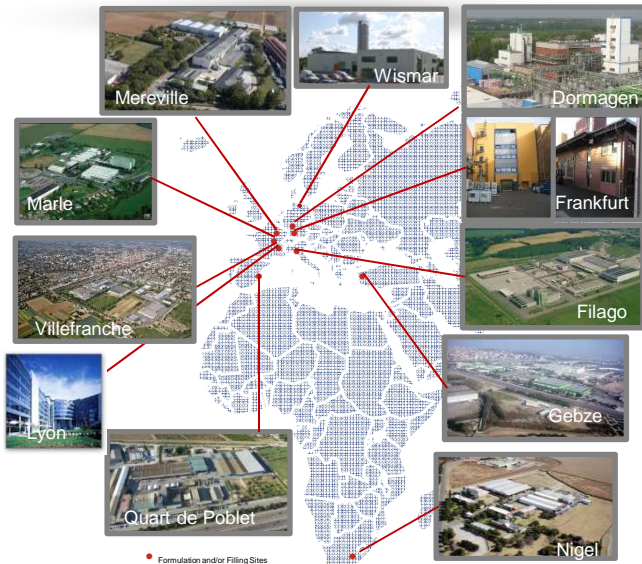 Mereville
Wismar
Dormagen
Marle
Frankfurt
Villefranche
Filago
Lyon
Gebze
Quart de Poblet
Nigel
Formulation and/or Filling Sites